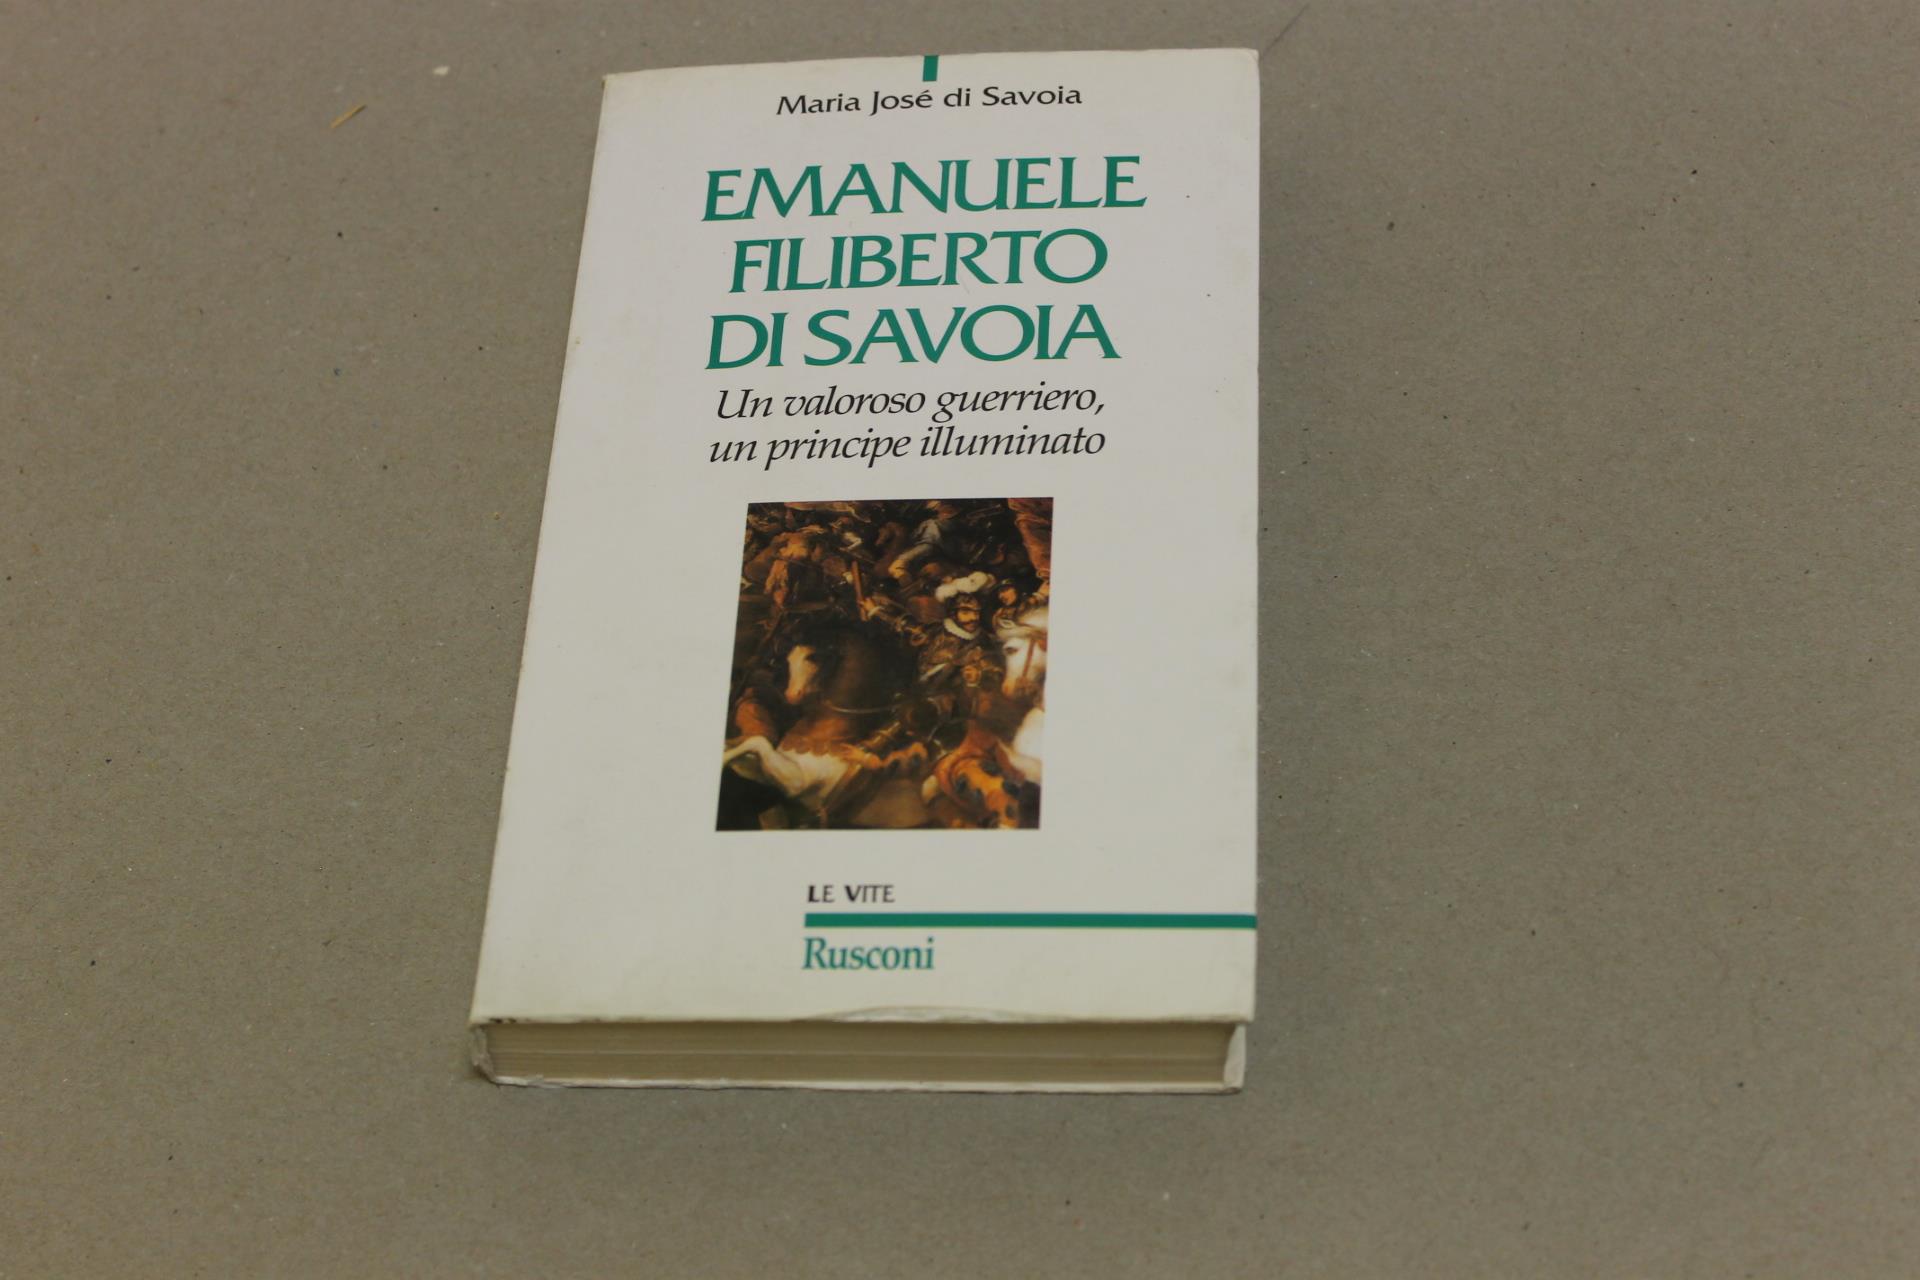 Maria José di Savoia
EMANUELE
FILIBERTO
DI SAVOIA
Un valoroso guerriero,
un principe illuminato
LE VITE
Rusconi